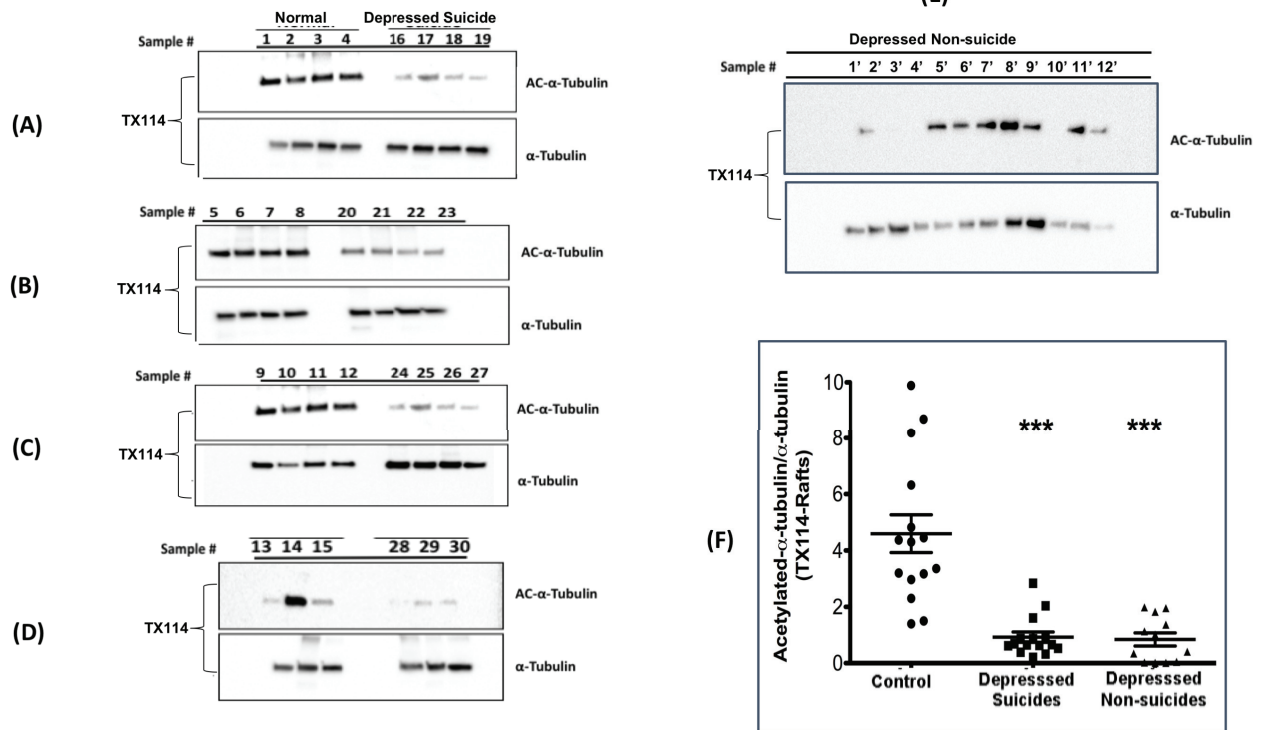 Normal Depressed Suicide
Sample # 1 2 3 4 16 17 18 19
AC-α-Tubulin
(A) TX114
α-Tubulin
Sample # 5 6 7 8 20 21 22 23
AC-α-Tubulin
(B) TX114
α-Tubulin
Sample # 9 10 11 12 24 25 26 27
AC-α-Tubulin
(C) TX114
α-Tubulin
Sample # 13 14 15 28 29 30
AC-α-Tubulin
(D) TX114
α-Tubulin
Depressed Non-suicide
Sample # 1’ 2’ 3’ 4’ 5’ 6’ 7’ 8’ 9’ 10’ 11’ 12’
AC-α-Tubulin
TX114
α-Tubulin
(F)
Acetylated-α-tubulin/α-tubulin
(TX114-Rafts)
10
8
6
4
2
0
*** ***
Control Depresssed Depresssed
Suicides Non-suicides